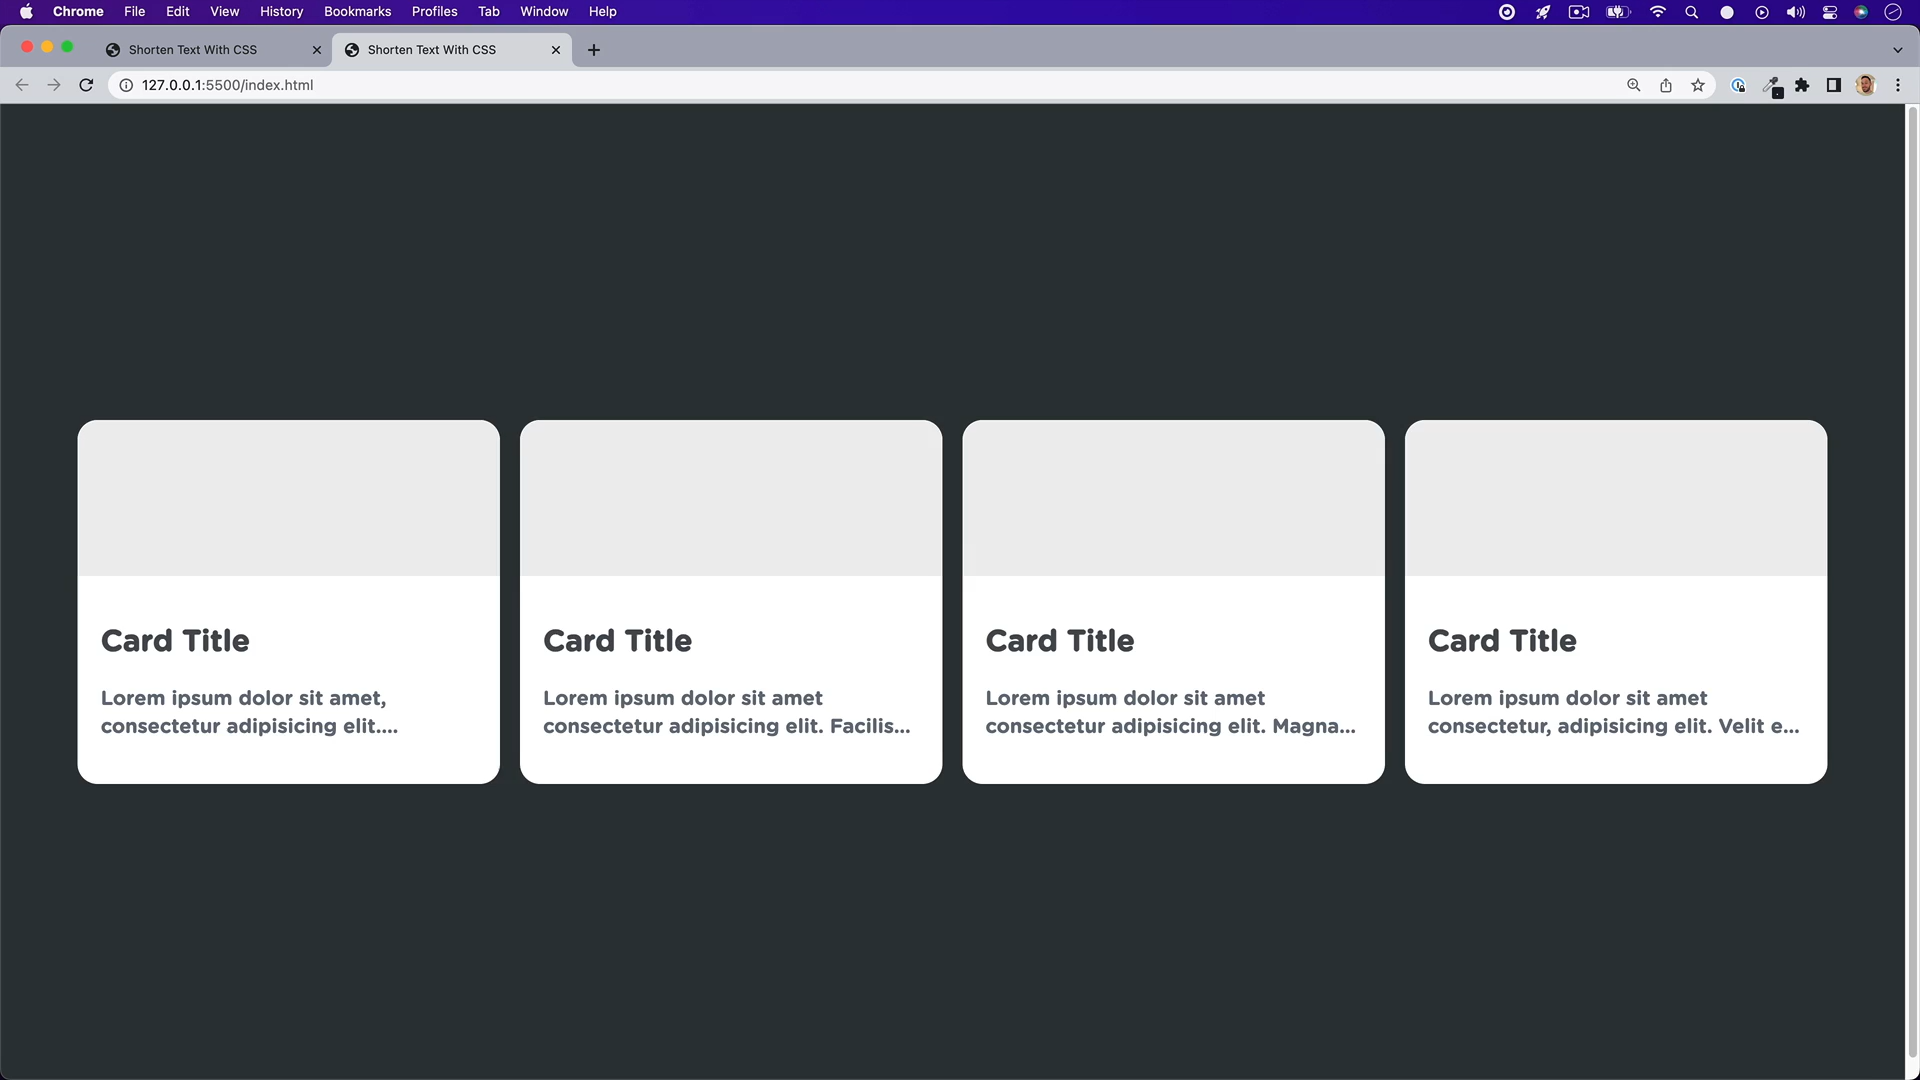 Chrome File Edit View History Bookmarks Profiles Tab Window Help
Shorten Text With CSS
Shorten Text With CSS
127.0.0.1:5500/index.html
Card Title
Lorem ipsum dolor sit amet,
consectetur adipisicing elit....
Card Title
Lorem ipsum dolor sit amet
consectetur adipisicing elit. Facilis...
Card Title
Lorem ipsum dolor sit amet
consectetur adipisicing elit. Magna...
Card Title
Lorem ipsum dolor sit amet
consectetur, adipisicing elit. Velit e...